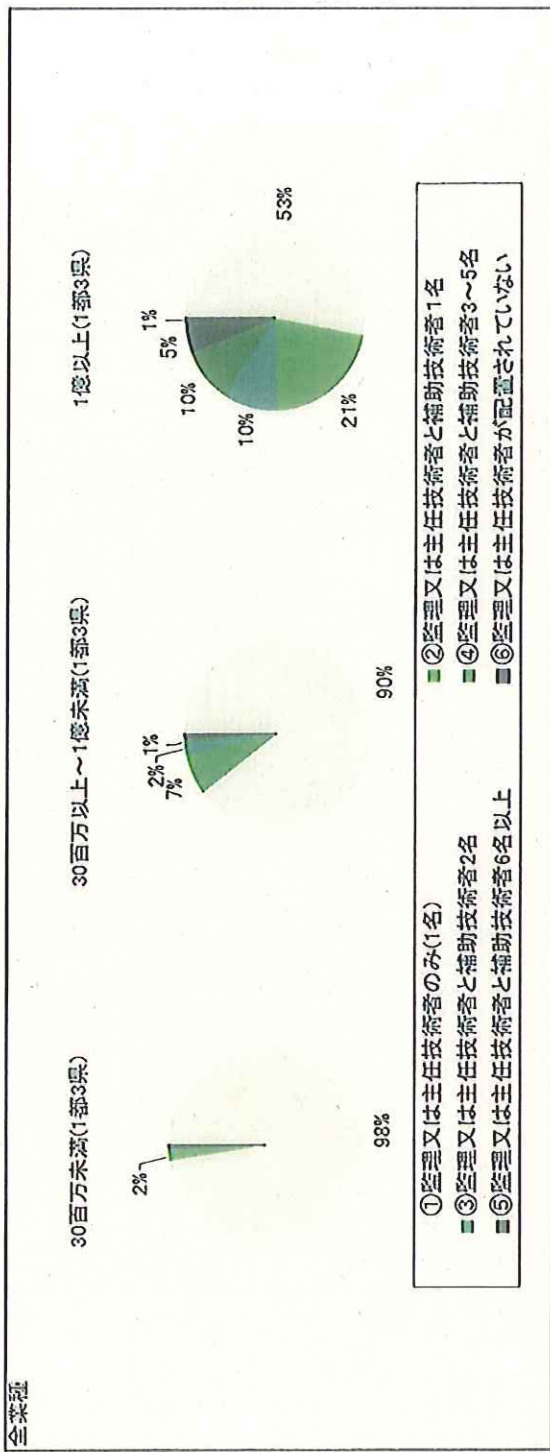 全業種
30百万未満(1都3県)
2%
98%
30百万以上～1億未満(1都3県)
1%
2%
7%
90%
1億以上(1都3県)
1%
5%
10%
10%
21%
53%
①監理又は主任技術者のみ(1名)
②監理又は主任技術者と補助技術者1名
③監理又は主任技術者と補助技術者2名
④監理又は主任技術者と補助技術者3～5名
⑤監理又は主任技術者と補助技術者6名以上
⑥監理又は主任技術者が配置されていない